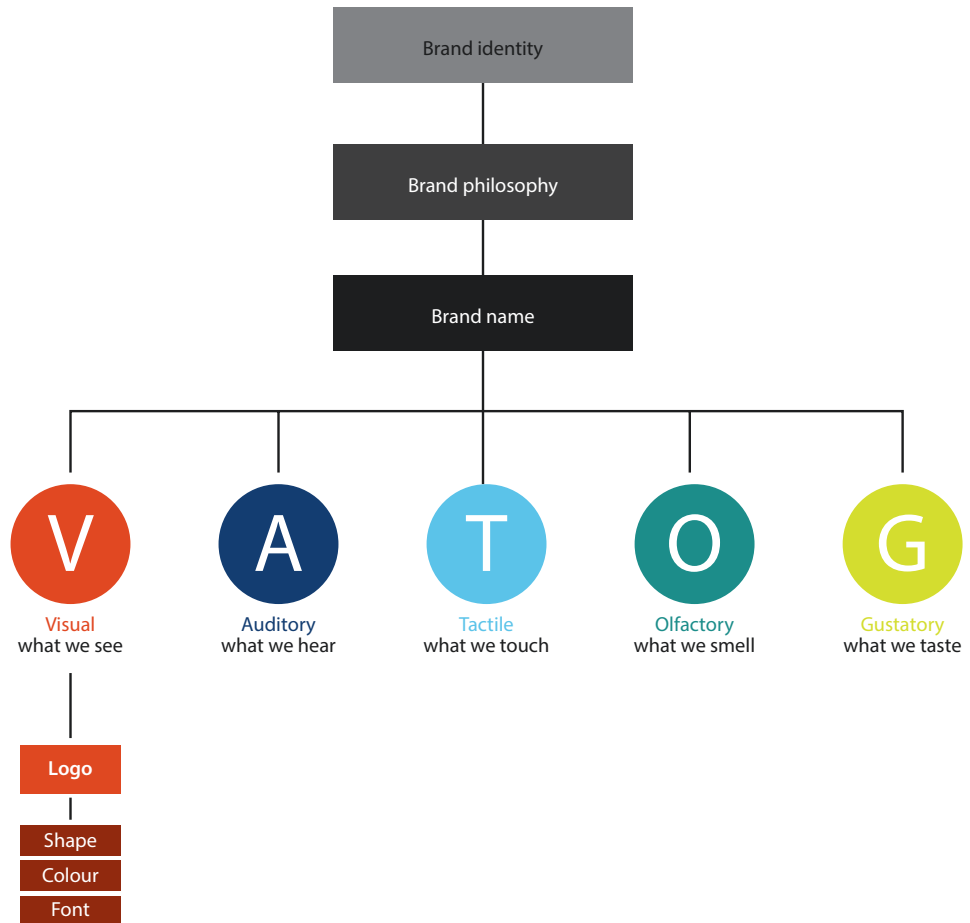 Brand identity
Brand philosophy
Brand name
V
A
T
O
G
Visual
what we see
Auditory
what we hear
Tactile
what we touch
Olfactory
what we smell
Gustatory
what we taste
Logo
Shape
Colour
Font